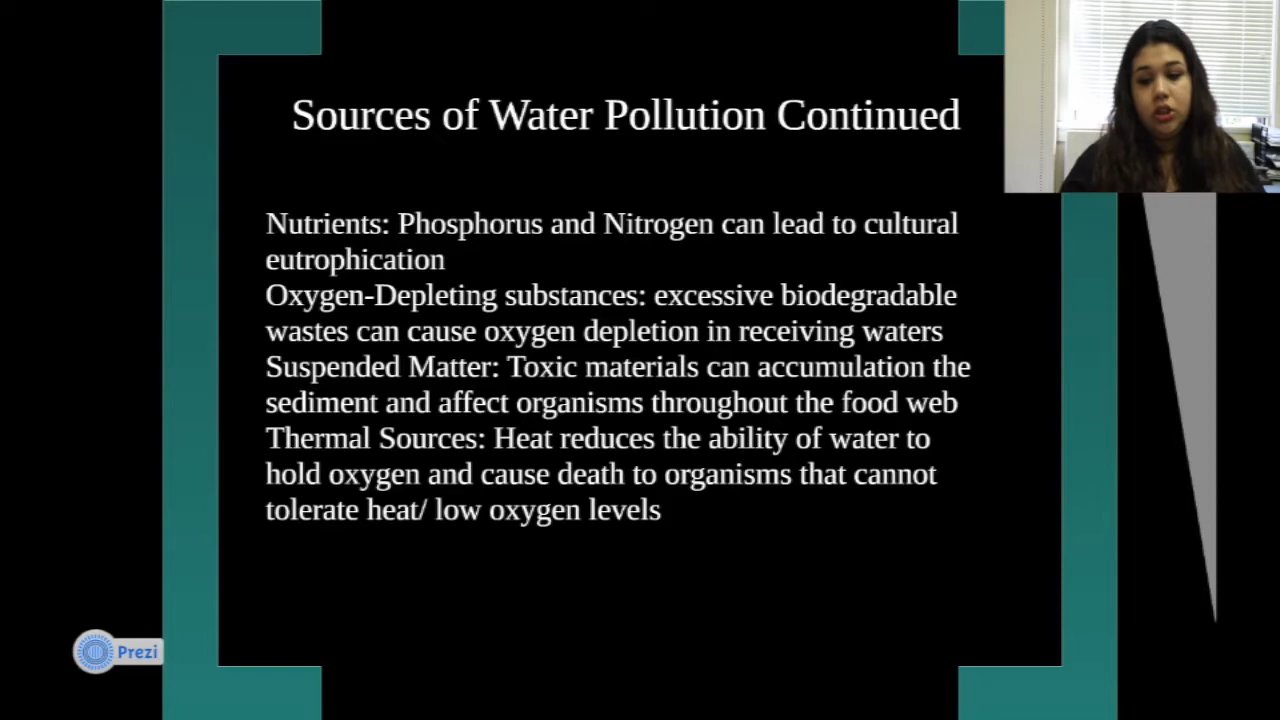 Sources of Water Pollution Continued
Nutrients: Phosphorus and Nitrogen can lead to cultural
eutrophication
Oxygen-Depleting substances: excessive biodegradable
wastes can cause oxygen depletion in receiving waters
Suspended Matter: Toxic materials can accumulation the
sediment and affect organisms throughout the food web
Thermal Sources: Heat reduces the ability of water to
hold oxygen and cause death to organisms that cannot
tolerate heat/ low oxygen levels
Prezi